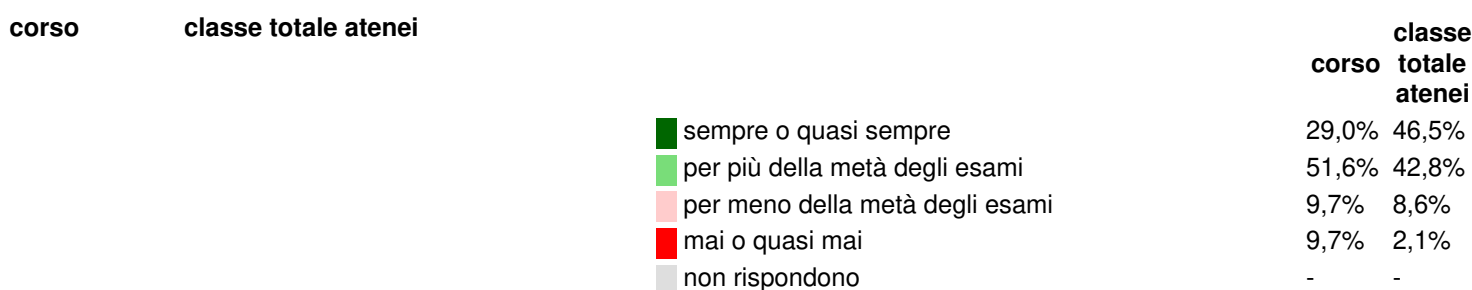 corso classe totale atenei
corso classe totale atenei
sempre o quasi sempre 29,0% 46,5%
per più della metà degli esami 51,6% 42,8%
per meno della metà degli esami 9,7% 8,6%
mai o quasi mai 9,7% 2,1%
non rispondono - -